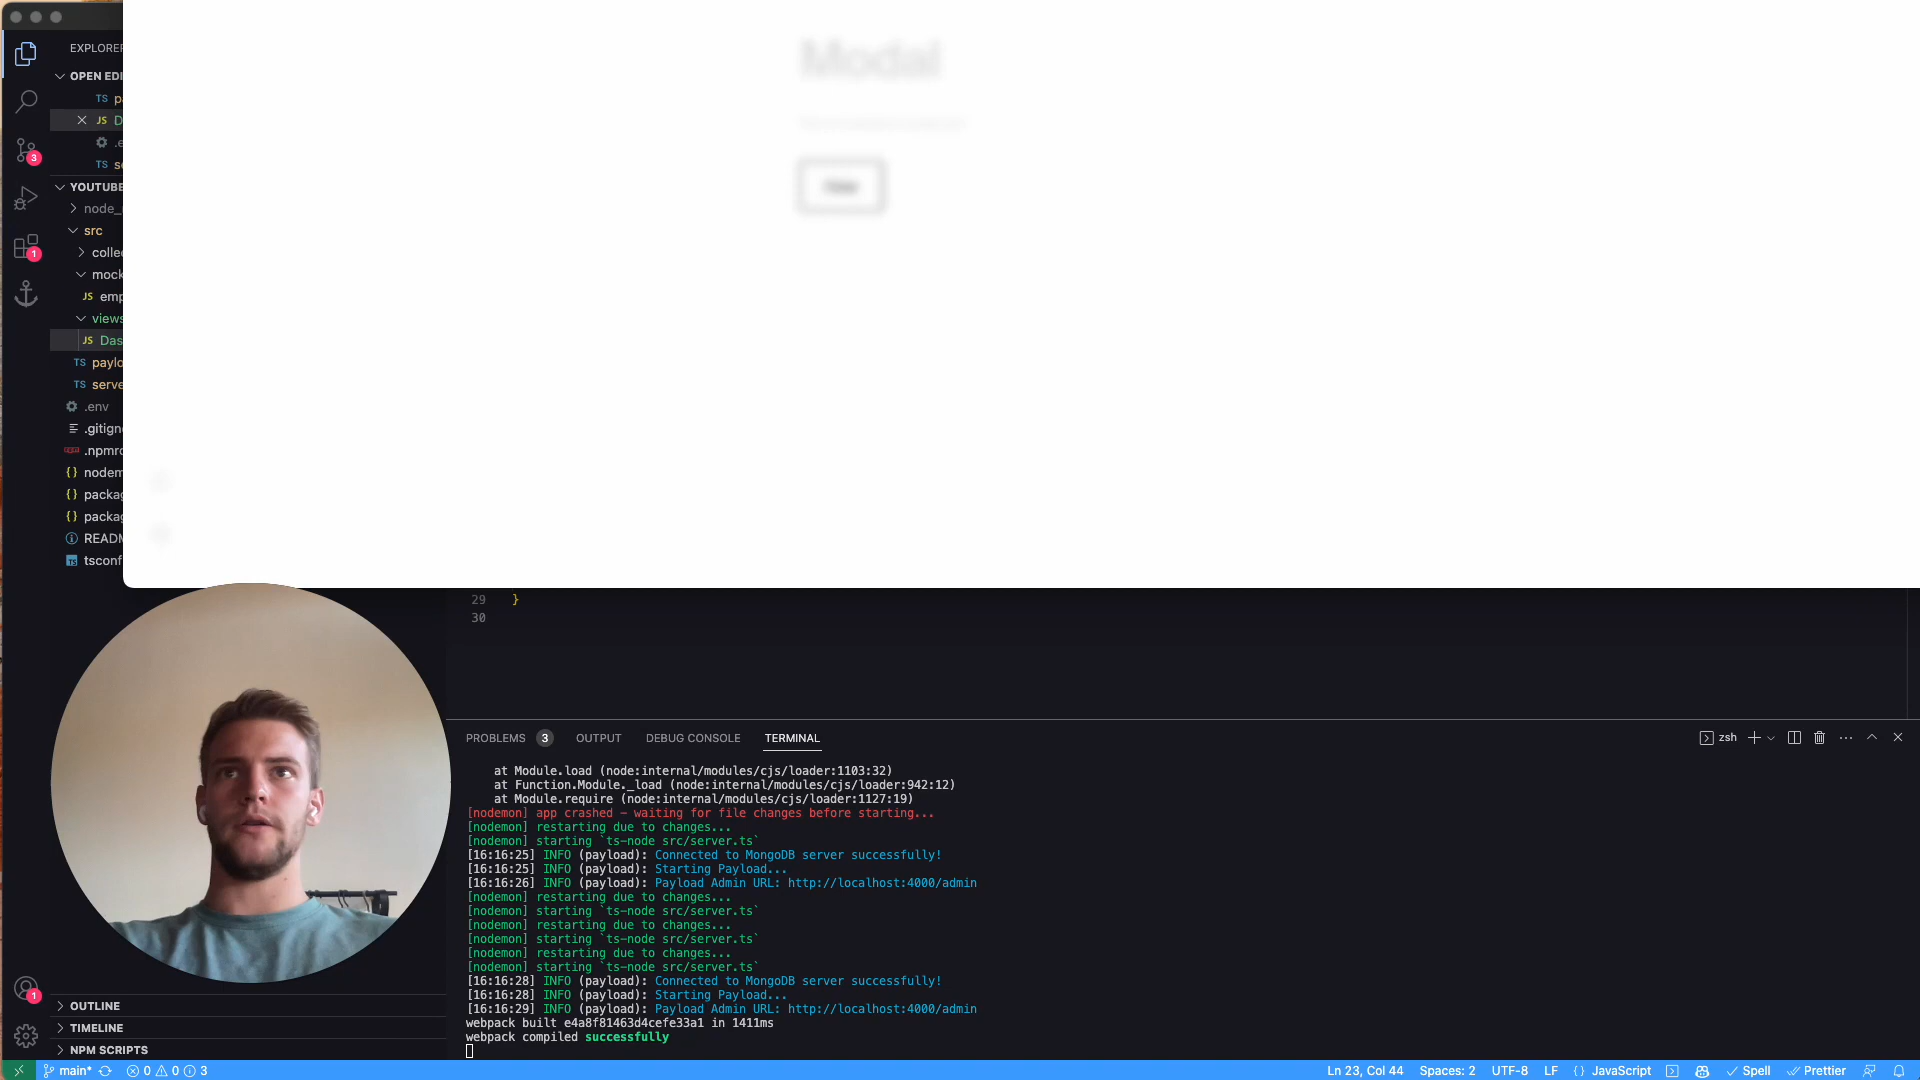 Modal
EXPLORER
OPEN EDI
TS pa
JS D
.e
TS se
3
YOUTUBE
node_
src
colle
mock
JS emp
views
JS Das
TS paylo
TS serve
.env
.gitign
.npmrc
{} nodem
{} packag
{} packag
READM
tsconf
1
29 }
30
PROBLEMS 3 OUTPUT DEBUG CONSOLE TERMINAL
zsh
at Module.load (node:internal/modules/cjs/loader:1103:32)
at Function.Module._load (node:internal/modules/cjs/loader:942:12)
at Module.require (node:internal/modules/cjs/loader:1127:19)
[nodemon] app crashed - waiting for file changes before starting...
[nodemon] restarting due to changes...
[nodemon] starting `ts-node src/server.ts`
[16:16:25] INFO (payload): Connected to MongoDB server successfully!
[16:16:25] INFO (payload): Starting Payload...
[16:16:26] INFO (payload): Payload Admin URL: http://localhost:4000/admin
[nodemon] restarting due to changes...
[nodemon] starting `ts-node src/server.ts`
[nodemon] restarting due to changes...
[nodemon] starting `ts-node src/server.ts`
[nodemon] restarting due to changes...
[nodemon] starting `ts-node src/server.ts`
[16:16:28] INFO (payload): Connected to MongoDB server successfully!
[16:16:28] INFO (payload): Starting Payload...
[16:16:29] INFO (payload): Payload Admin URL: http://localhost:4000/admin
webpack built e4a8f81463d4cefe33a1 in 1411ms
webpack compiled successfully
1
OUTLINE
TIMELINE
NPM SCRIPTS
main* 0 0 3
Ln 23, Col 44 Spaces: 2 UTF-8 LF {} JavaScript Spell Prettier